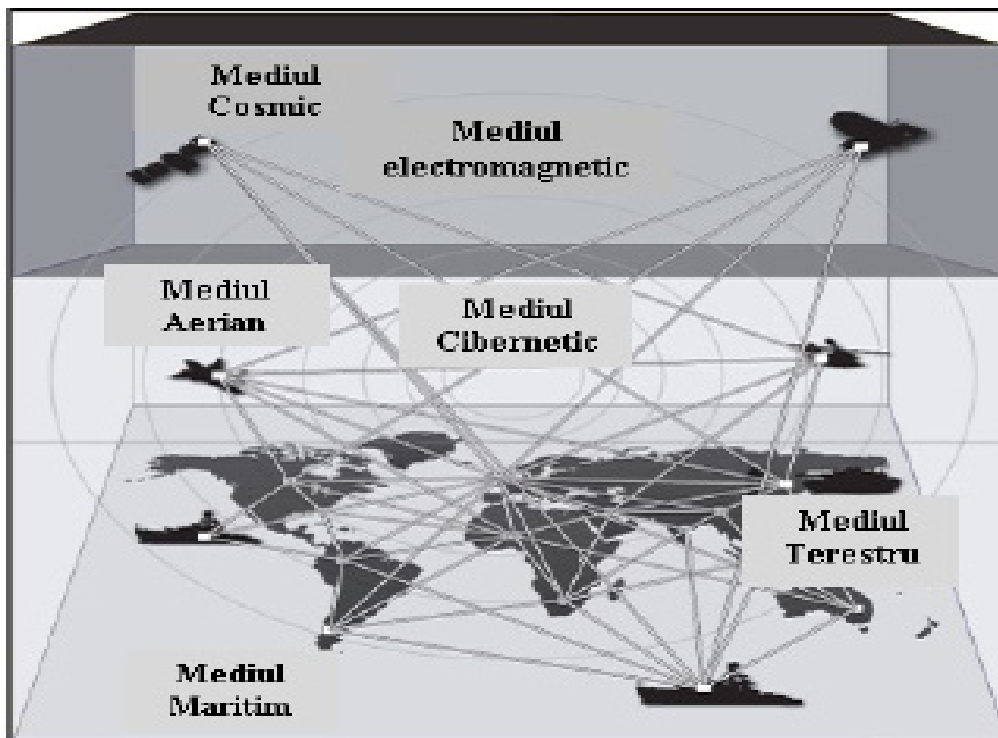 Mediul
Cosmic
Mediul
electromagnetic
Mediul
Aerian
Mediul
Cibernetic
Mediul
Terestru
Mediul
Maritim